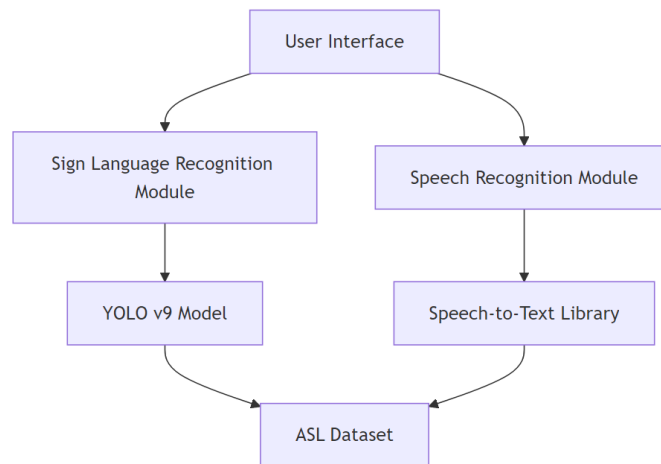 User Interface
Sign Language Recognition
Module
Speech Recognition Module
YOLO v9 Model
Speech-to-Text Library
ASL Dataset